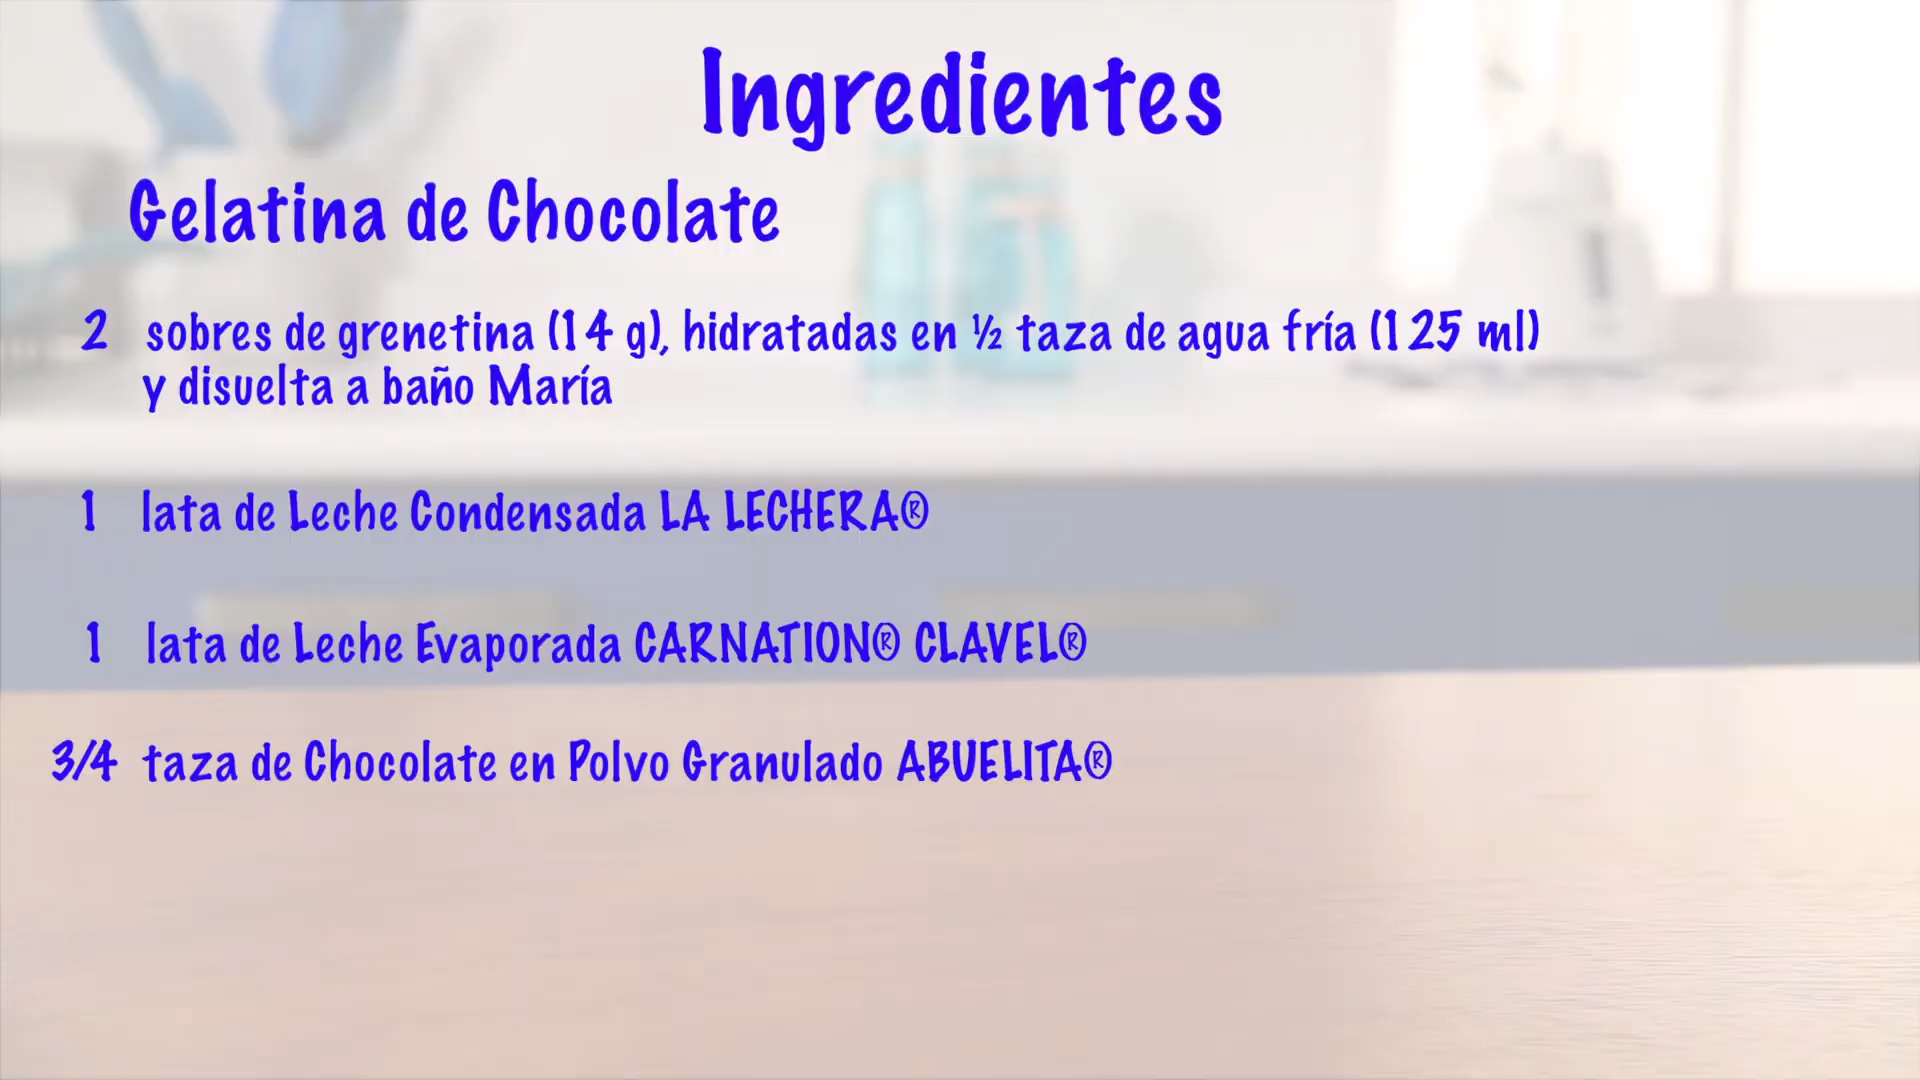 Ingredientes
Gelatina de Chocolate
2 sobres de grenetina (14 g), hidratadas en ½ taza de agua fría (125 ml)
y disuelta a baño María
1 lata de Leche Condensada LA LECHERA®
1 lata de Leche Evaporada CARNATION® CLAVEL®
3/4 taza de Chocolate en Polvo Granulado ABUELITA®